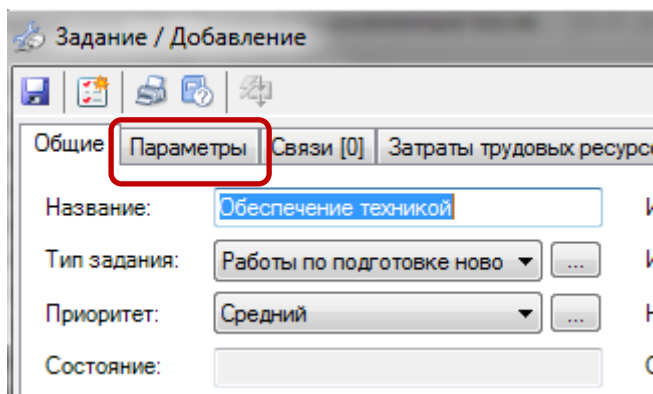 Задание / Добавление
Общие Параметры Связи [0] Затраты трудовых
Название: Обеспечение техникой
Тип задания: Работы по подготовке ново ...
Приоритет: Средний ...
Состояние: